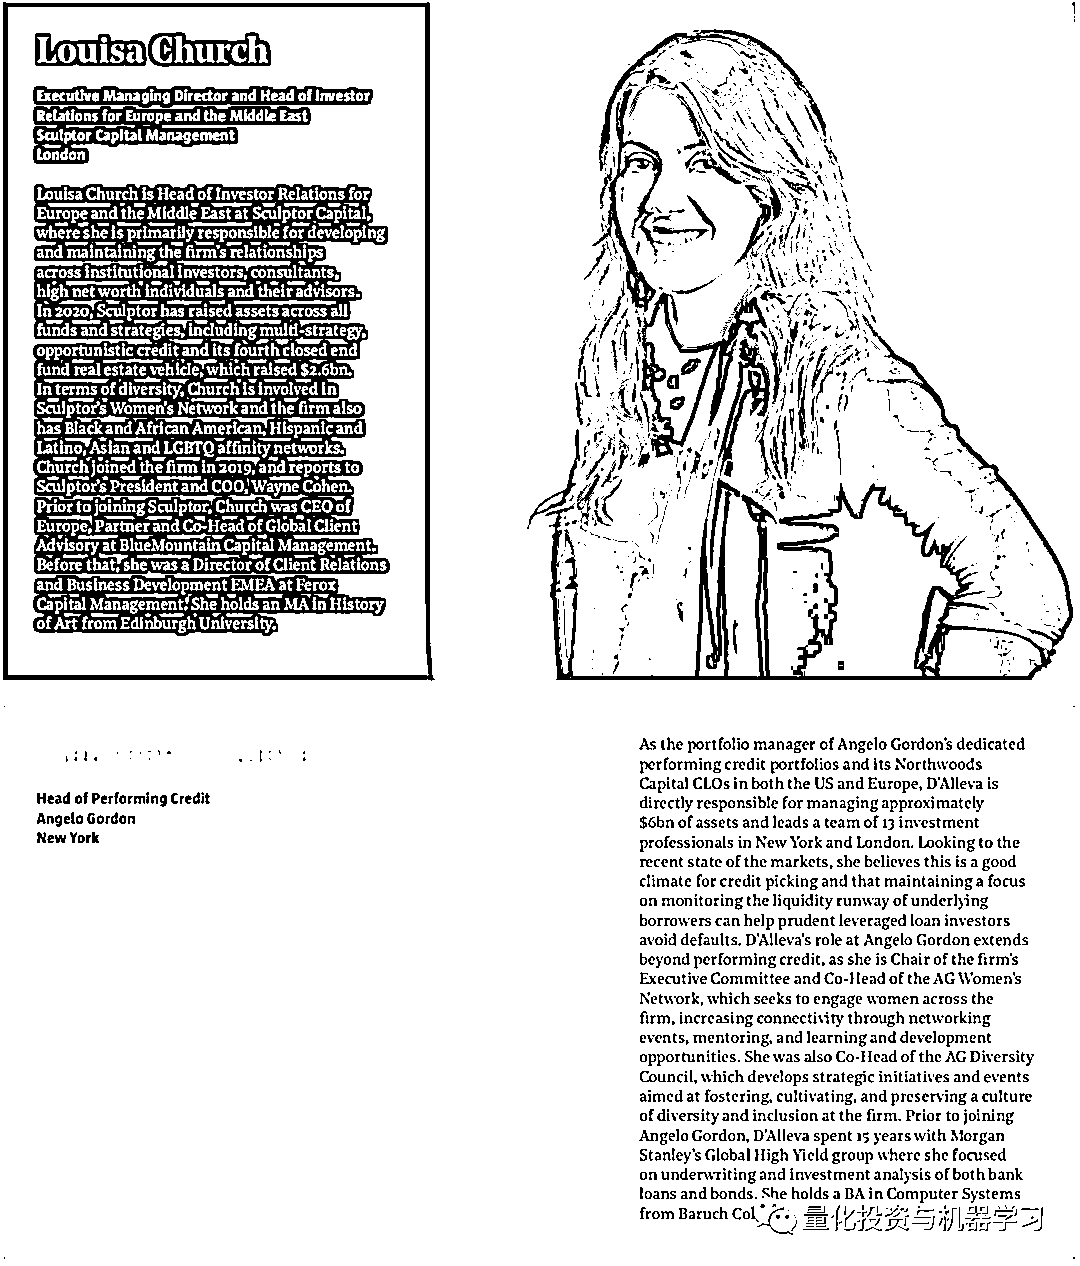 Louisa Church
Executive Managing Director and Head of Investor
Relations for Europe and the Middle East
Sculptor Capital Management
London
Louisa Church is Head of Investor Relations for
Europe and the Middle East at Sculptor Capital,
where she is primarily responsible for developing
and maintaining the firm's relationships
across institutional investors, consultants,
high net worth individuals and their advisors.
In 2020, Sculptor has raised assets across all
funds and strategies, including multi-strategy,
opportunistic credit and its fourth closed end
fund real estate vehicle, which raised $2.6bn.
In terms of diversity, Church is involved in
Sculptor's Women's Network and the firm also
has Black and African American, Hispanic and
Latino, Asian and LGBTQ affinity networks.
Church joined the firm in 2019, and reports to
Sculptor's President and COO, Wayne Cohen.
Prior to joining Sculptor, Church was CEO of
Europe, Partner and Co-Head of Global Client
Advisory at BlueMountain Capital Management.
Before that, she was a Director of Client Relations
and Business Development EMEA at Ferox
Capital Management. She holds an MA in History
of Art from Edinburgh University.
Head of Performing Credit
Angelo Gordon
New York
As the portfolio manager of Angelo Gordon's dedicated
performing credit portfolios and its Northwoods
Capital CLOs in both the US and Europe, D'Alleva is
directly responsible for managing approximately
$6bn of assets and leads a team of 13 investment
professionals in New York and London. Looking to the
recent state of the markets, she believes this is a good
climate for credit picking and that maintaining a focus
on monitoring the liquidity runway of underlying
borrowers can help prudent leveraged loan investors
avoid defaults. D'Alleva's role at Angelo Gordon extends
beyond performing credit, as she is Chair of the firm's
Executive Committee and Co-Head of the AG Women's
Network, which seeks to engage women across the
firm, increasing connectivity through networking
events, mentoring, and learning and development
opportunities. She was also Co-Head of the AG Diversity
Council, which develops strategic initiatives and events
aimed at fostering, cultivating, and preserving a culture
of diversity and inclusion at the firm. Prior to joining
Angelo Gordon, D'Alleva spent 15 years with Morgan
Stanley's Global High Yield group where she focused
on underwriting and investment analysis of both bank
loans and bonds. She holds a BA in Computer Systems
from Baruch Col
量化投资与机器学习